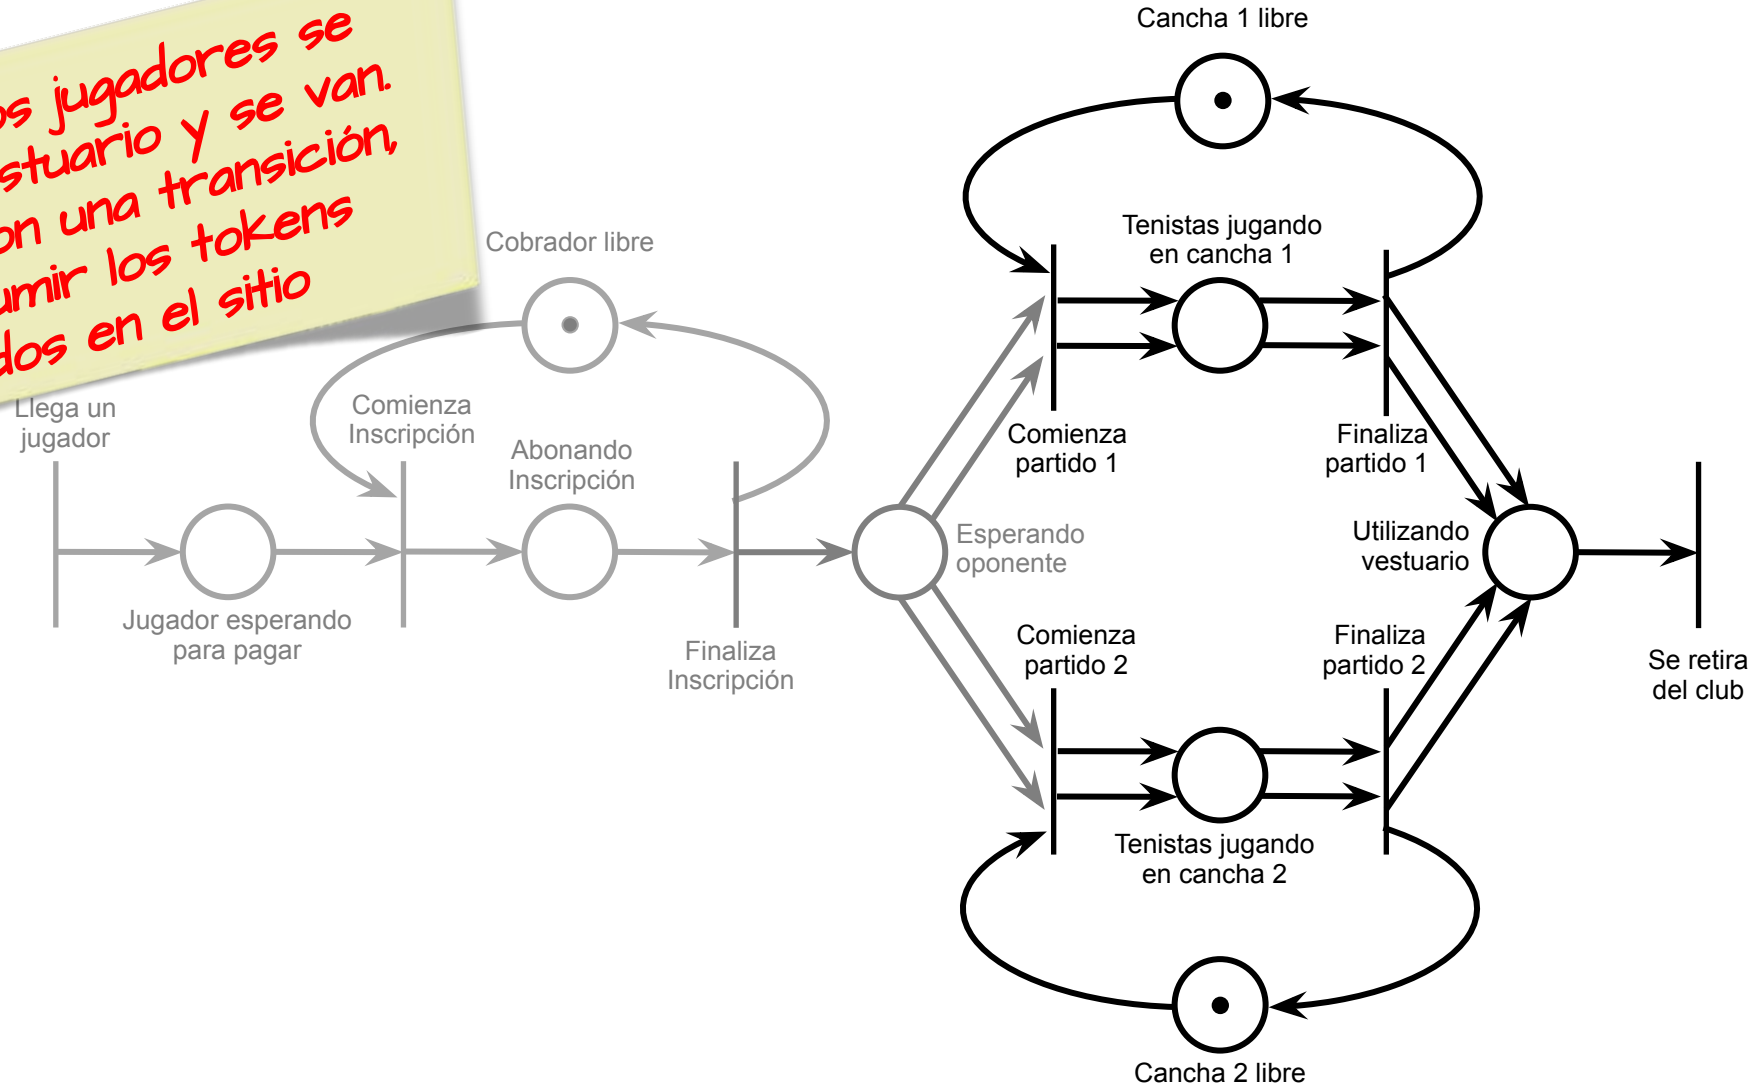 os jugadores se
stuario y se van.
on una transición,
umir los tokens
dos en el sitio
Cancha 1 libre
Tenistas jugando
en cancha 1
Cobrador libre
Llega un
jugador
Comienza
Inscripción
Abonando
Inscripción
Comienza
partido 1
Finaliza
partido 1
Esperando
oponente
Utilizando
vestuario
Jugador esperando
para pagar
Finaliza
Inscripción
Comienza
partido 2
Finaliza
partido 2
Se retira
del club
Tenistas jugando
en cancha 2
Cancha 2 libre